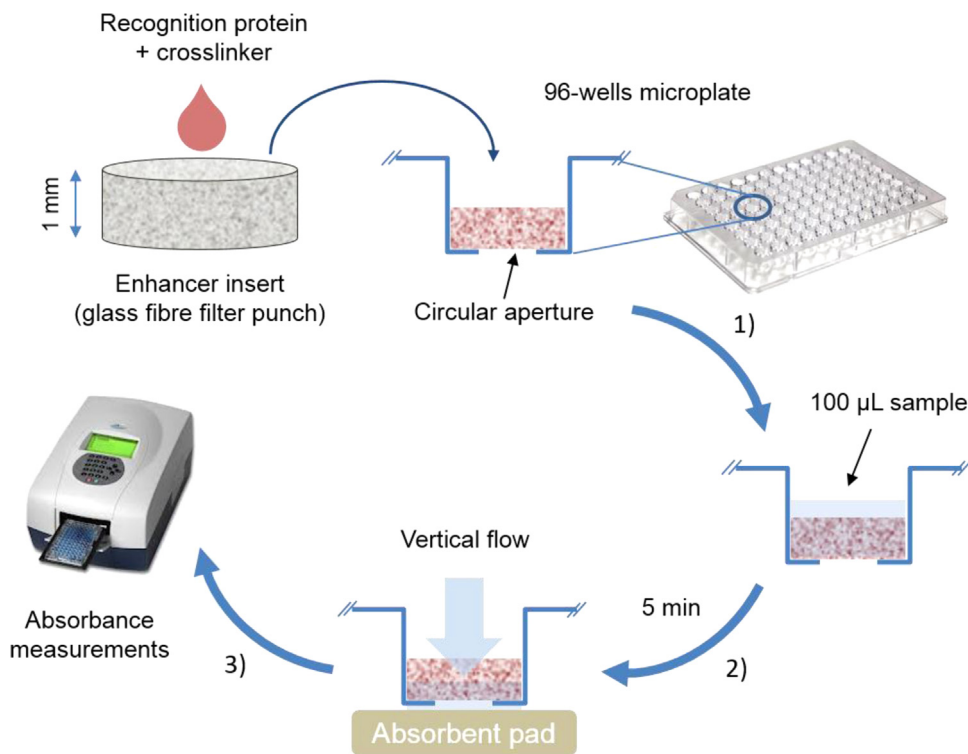 Recognition protein
+ crosslinker
96-wells microplate
1 mm
Enhancer insert
(glass fibre filter punch)
Circular aperture
1)
100 µL sample
Vertical flow
5 min
Absorbance
measurements
3)
2)
Absorbent pad